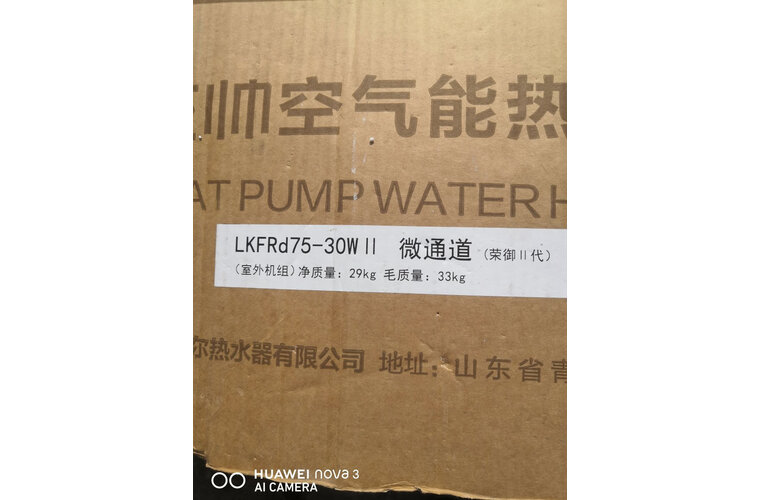 帅空气能热
AT PUMP WATER H
LKFRd75-30WⅡ 微通道 (荣御Ⅱ代)
(室外机组) 净质量: 29kg 毛质量: 33kg
尔热水器有限公司 地址: 山东省青
HUAWEI nova 3
AI CAMERA